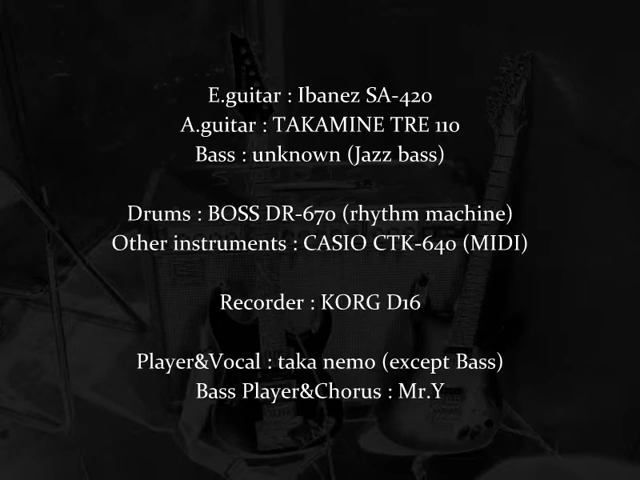 E.guitar : Ibanez SA-420
A.guitar : TAKAMINE TRE 110
Bass : unknown (Jazz bass)
Drums : BOSS DR-670 (rhythm machine)
Other instruments : CASIO CTK-640 (MIDI)
Recorder : KORG D16
Player&Vocal : taka nemo (except Bass)
Bass Player&Chorus : Mr.Y